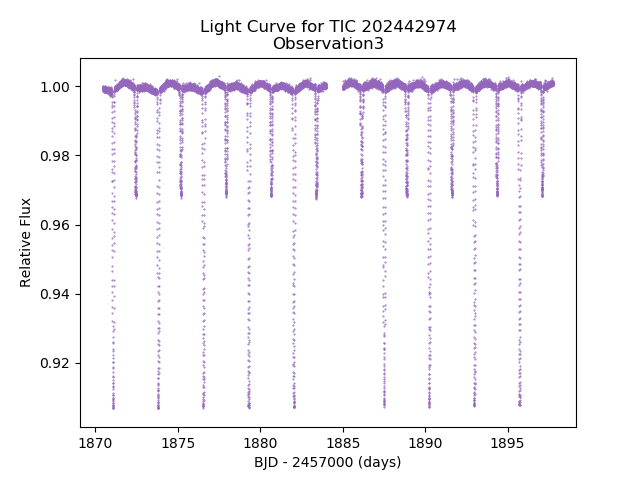 Light Curve for TIC 202442974
Observation3
1.00
0.98
0.96
0.94
0.92
Relative Flux
1870
1875
1880
1885
1890
1895
BJD - 2457000 (days)